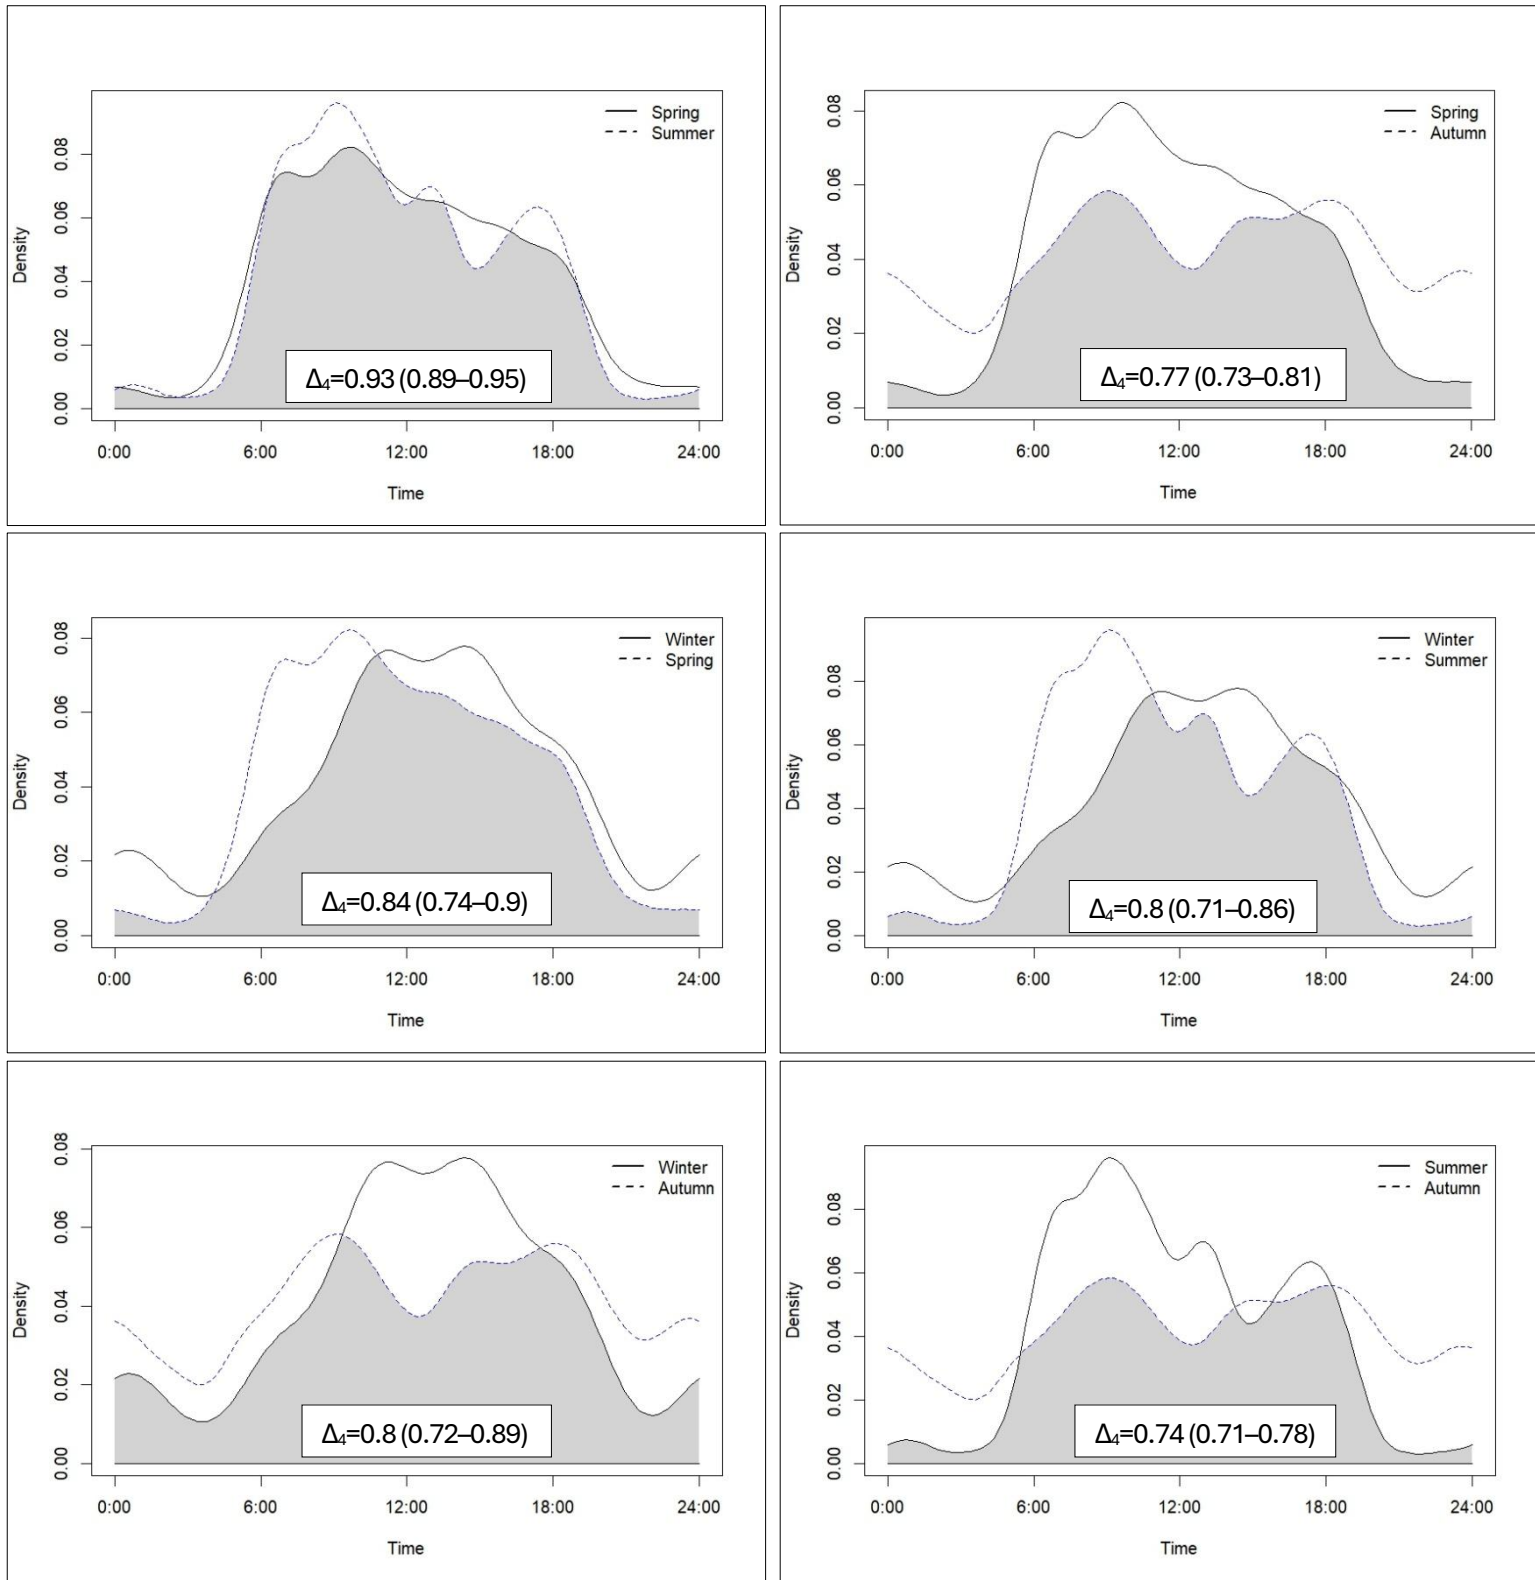 Spring
Summer
Density
0.00 0.02 0.04 0.06 0.08
Δ₄=0.93 (0.89–0.95)
0:00 6:00 12:00 18:00 24:00
Time
Spring
Autumn
Density
0.00 0.02 0.04 0.06 0.08
Δ₄=0.77 (0.73–0.81)
0:00 6:00 12:00 18:00 24:00
Time
Winter
Spring
Density
0.00 0.02 0.04 0.06 0.08
Δ₄=0.84 (0.74–0.9)
0:00 6:00 12:00 18:00 24:00
Time
Winter
Summer
Density
0.00 0.02 0.04 0.06 0.08
Δ₄=0.8 (0.71–0.86)
0:00 6:00 12:00 18:00 24:00
Time
Winter
Autumn
Density
0.00 0.02 0.04 0.06 0.08
Δ₄=0.8 (0.72–0.89)
0:00 6:00 12:00 18:00 24:00
Time
Summer
Autumn
Density
0.00 0.02 0.04 0.06 0.08
Δ₄=0.74 (0.71–0.78)
0:00 6:00 12:00 18:00 24:00
Time